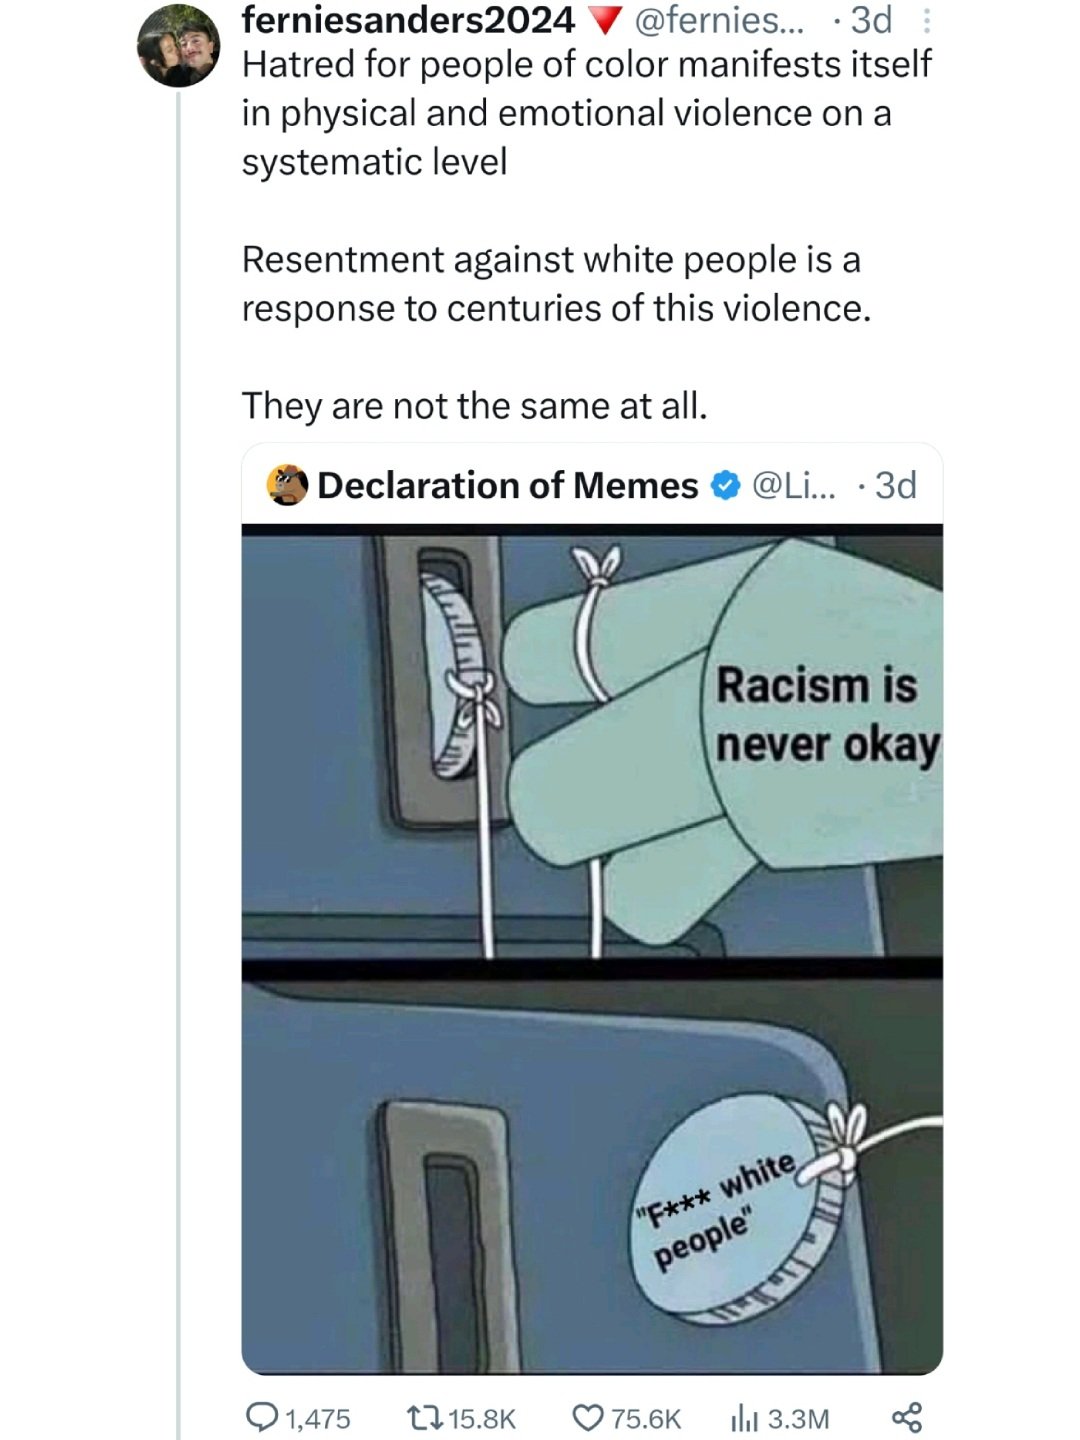 ferniesanders2024 🔻 @fernies... · 3d
Hatred for people of color manifests itself
in physical and emotional violence on a
systematic level
Resentment against white people is a
response to centuries of this violence.
They are not the same at all.
Declaration of Memes @Li... · 3d
Racism is
never okay
"F*** white
people"
1,475 15.8K 75.6K 3.3M